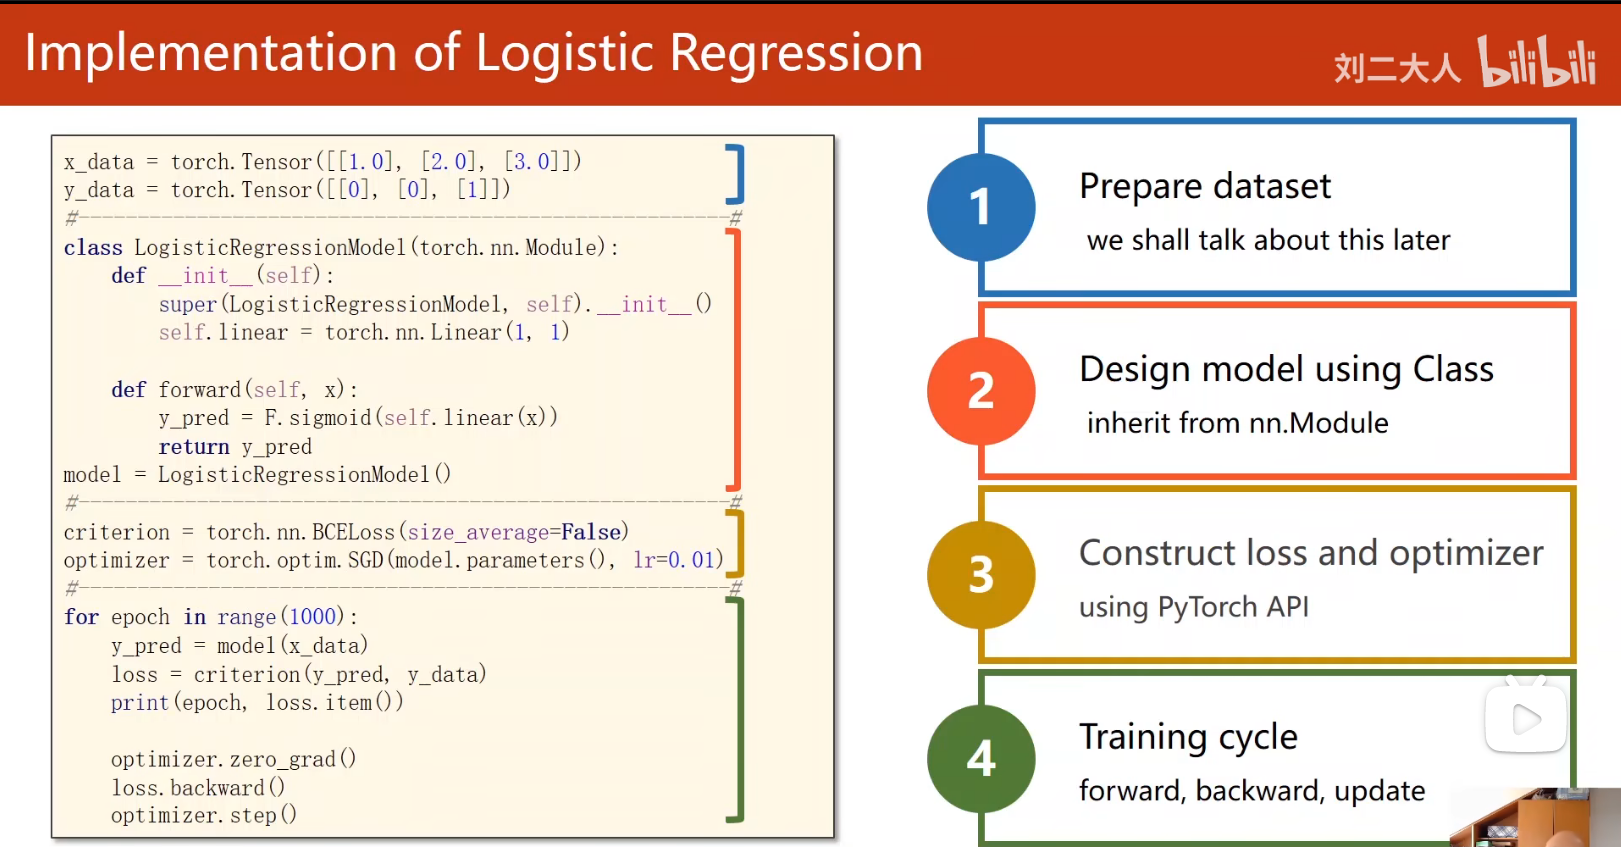 Implementation of Logistic Regression
刘二大人 bilibili
x_data = torch.Tensor([[1.0], [2.0], [3.0]])
y_data = torch.Tensor([[0], [0], [1]])
#-------------------------------------------------------#
class LogisticRegressionModel(torch.nn.Module):
    def __init__(self):
        super(LogisticRegressionModel, self).__init__()
        self.linear = torch.nn.Linear(1, 1)
    def forward(self, x):
        y_pred = F.sigmoid(self.linear(x))
        return y_pred
model = LogisticRegressionModel()
#-------------------------------------------------------#
criterion = torch.nn.BCELoss(size_average=False)
optimizer = torch.optim.SGD(model.parameters(), lr=0.01)
#-------------------------------------------------------#
for epoch in range(1000):
    y_pred = model(x_data)
    loss = criterion(y_pred, y_data)
    print(epoch, loss.item())
    optimizer.zero_grad()
    loss.backward()
    optimizer.step()
1
Prepare dataset
we shall talk about this later
2
Design model using Class
inherit from nn.Module
3
Construct loss and optimizer
using PyTorch API
4
Training cycle
forward, backward, update